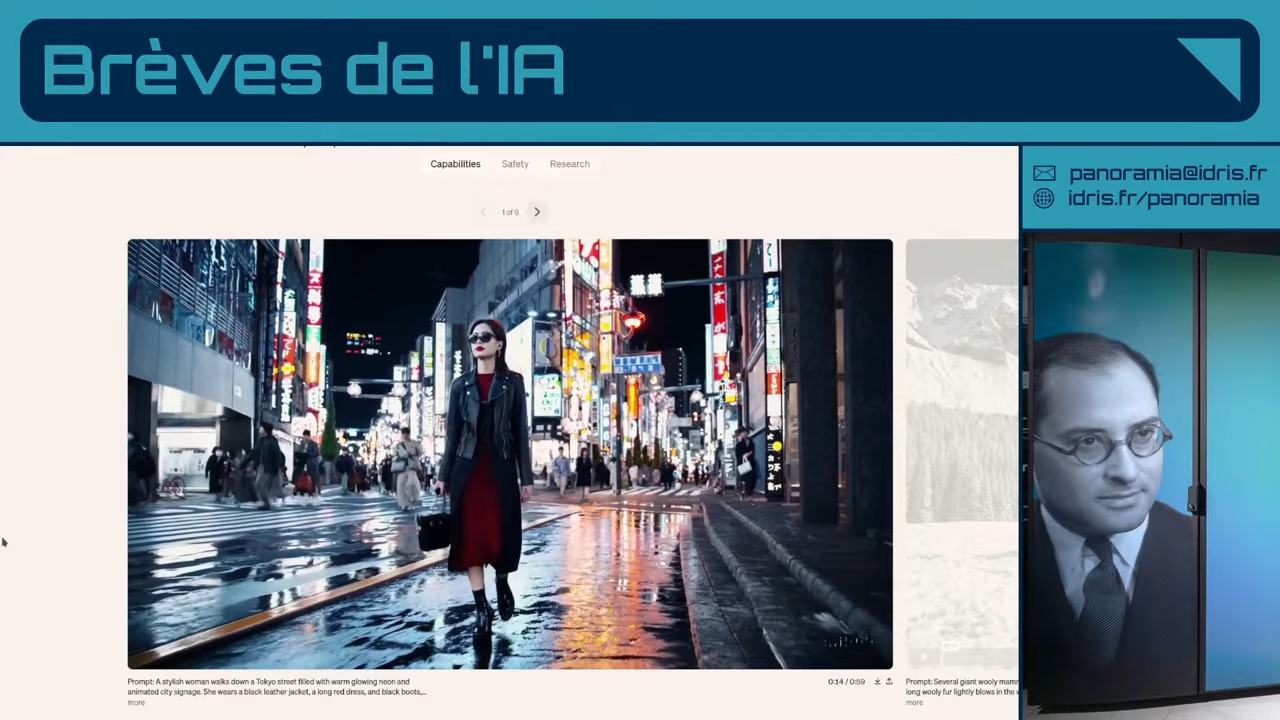 Brèves de l'IA
panoramia@idris.fr
idris.fr/panoramia
Capabilities Safety Research
1 of 9
Prompt: A stylish woman walks down a Tokyo street filled with warm glowing neon and
animated city signage. She wears a black leather jacket, a long red dress, and black boots,...
more
0:14 / 0:59
Prompt: Several giant wooly mamm
long wooly fur lightly blows in the w
more